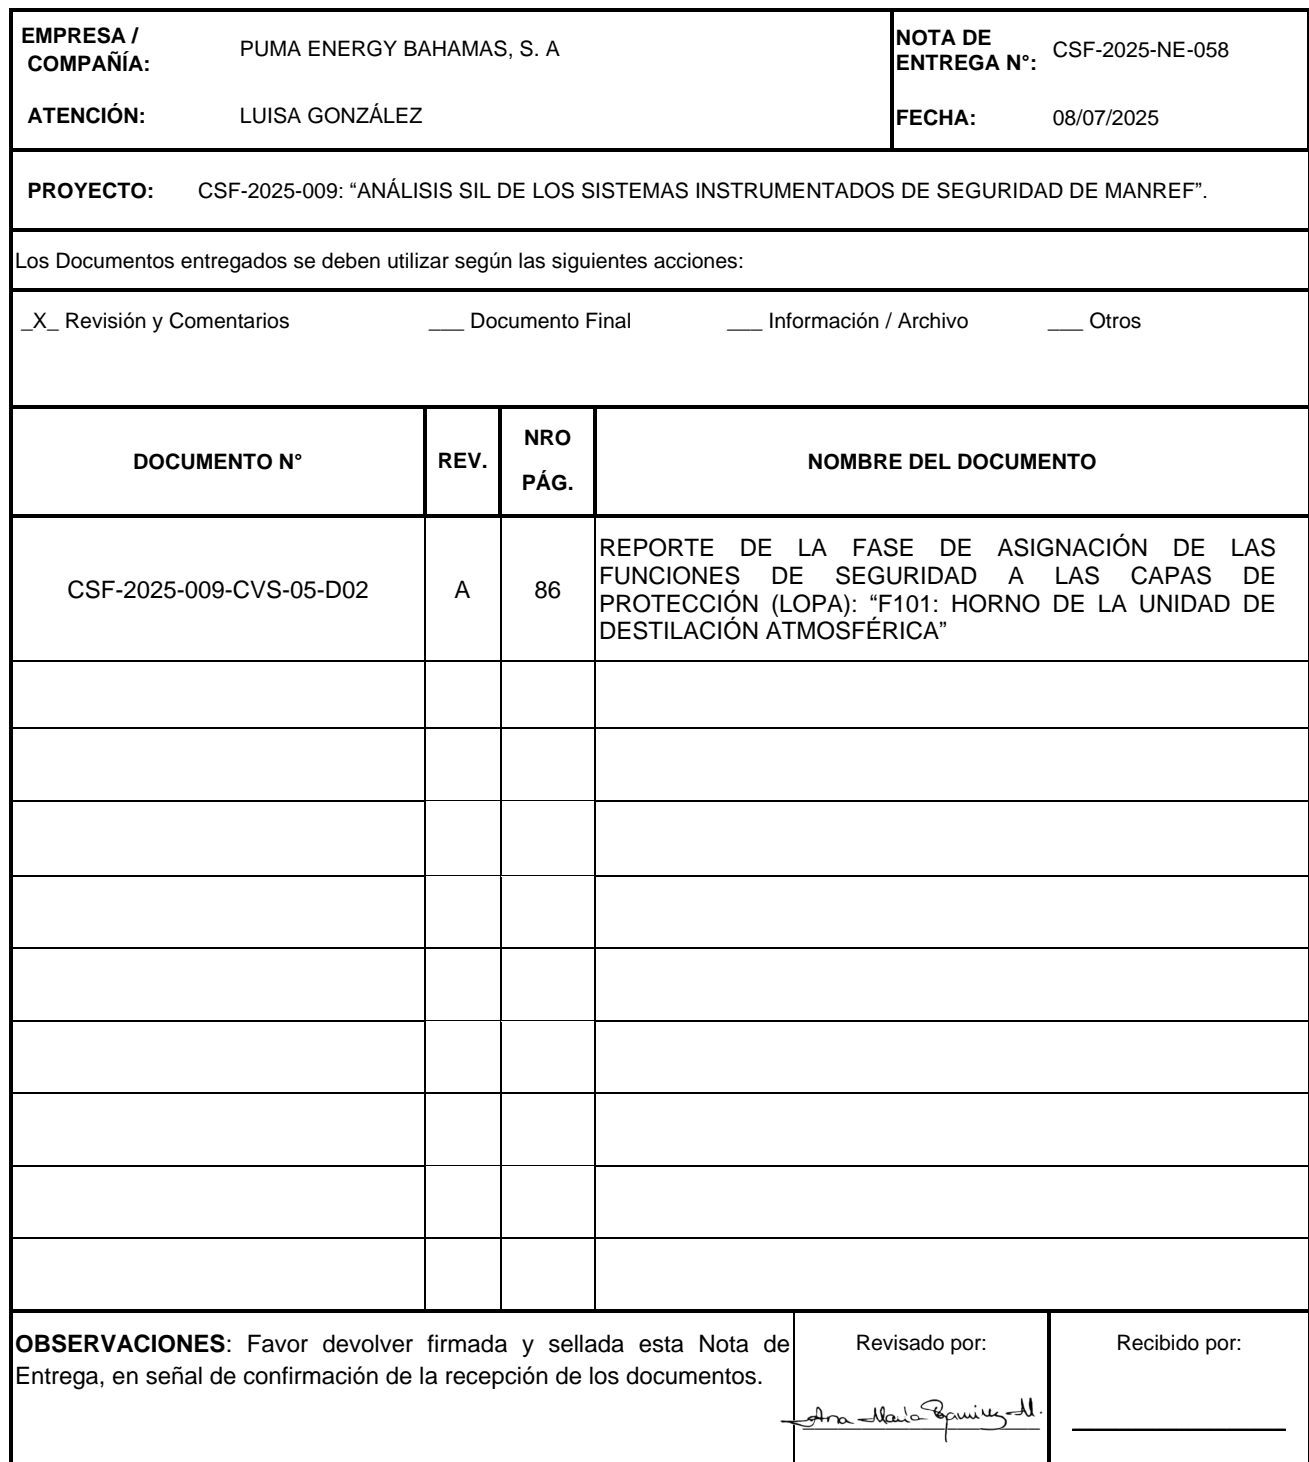 EMPRESA /
COMPAÑÍA:
PUMA ENERGY BAHAMAS, S. A
NOTA DE
ENTREGA N°:
CSF-2025-NE-058
ATENCIÓN:
LUISA GONZÁLEZ
FECHA:
08/07/2025
PROYECTO:
CSF-2025-009: “ANÁLISIS SIL DE LOS SISTEMAS INSTRUMENTADOS DE SEGURIDAD DE MANREF”.
Los Documentos entregados se deben utilizar según las siguientes acciones:
_X_ Revisión y Comentarios ___ Documento Final ___ Información / Archivo ___ Otros
DOCUMENTO N°
REV.
NRO
PÁG.
NOMBRE DEL DOCUMENTO
CSF-2025-009-CVS-05-D02
A
86
REPORTE DE LA FASE DE ASIGNACIÓN DE LAS
FUNCIONES DE SEGURIDAD A LAS CAPAS DE
PROTECCIÓN (LOPA): “F101: HORNO DE LA UNIDAD DE
DESTILACIÓN ATMOSFÉRICA”
OBSERVACIONES: Favor devolver firmada y sellada esta Nota de
Entrega, en señal de confirmación de la recepción de los documentos.
Revisado por:
Ana María Ramírez M.
Recibido por: